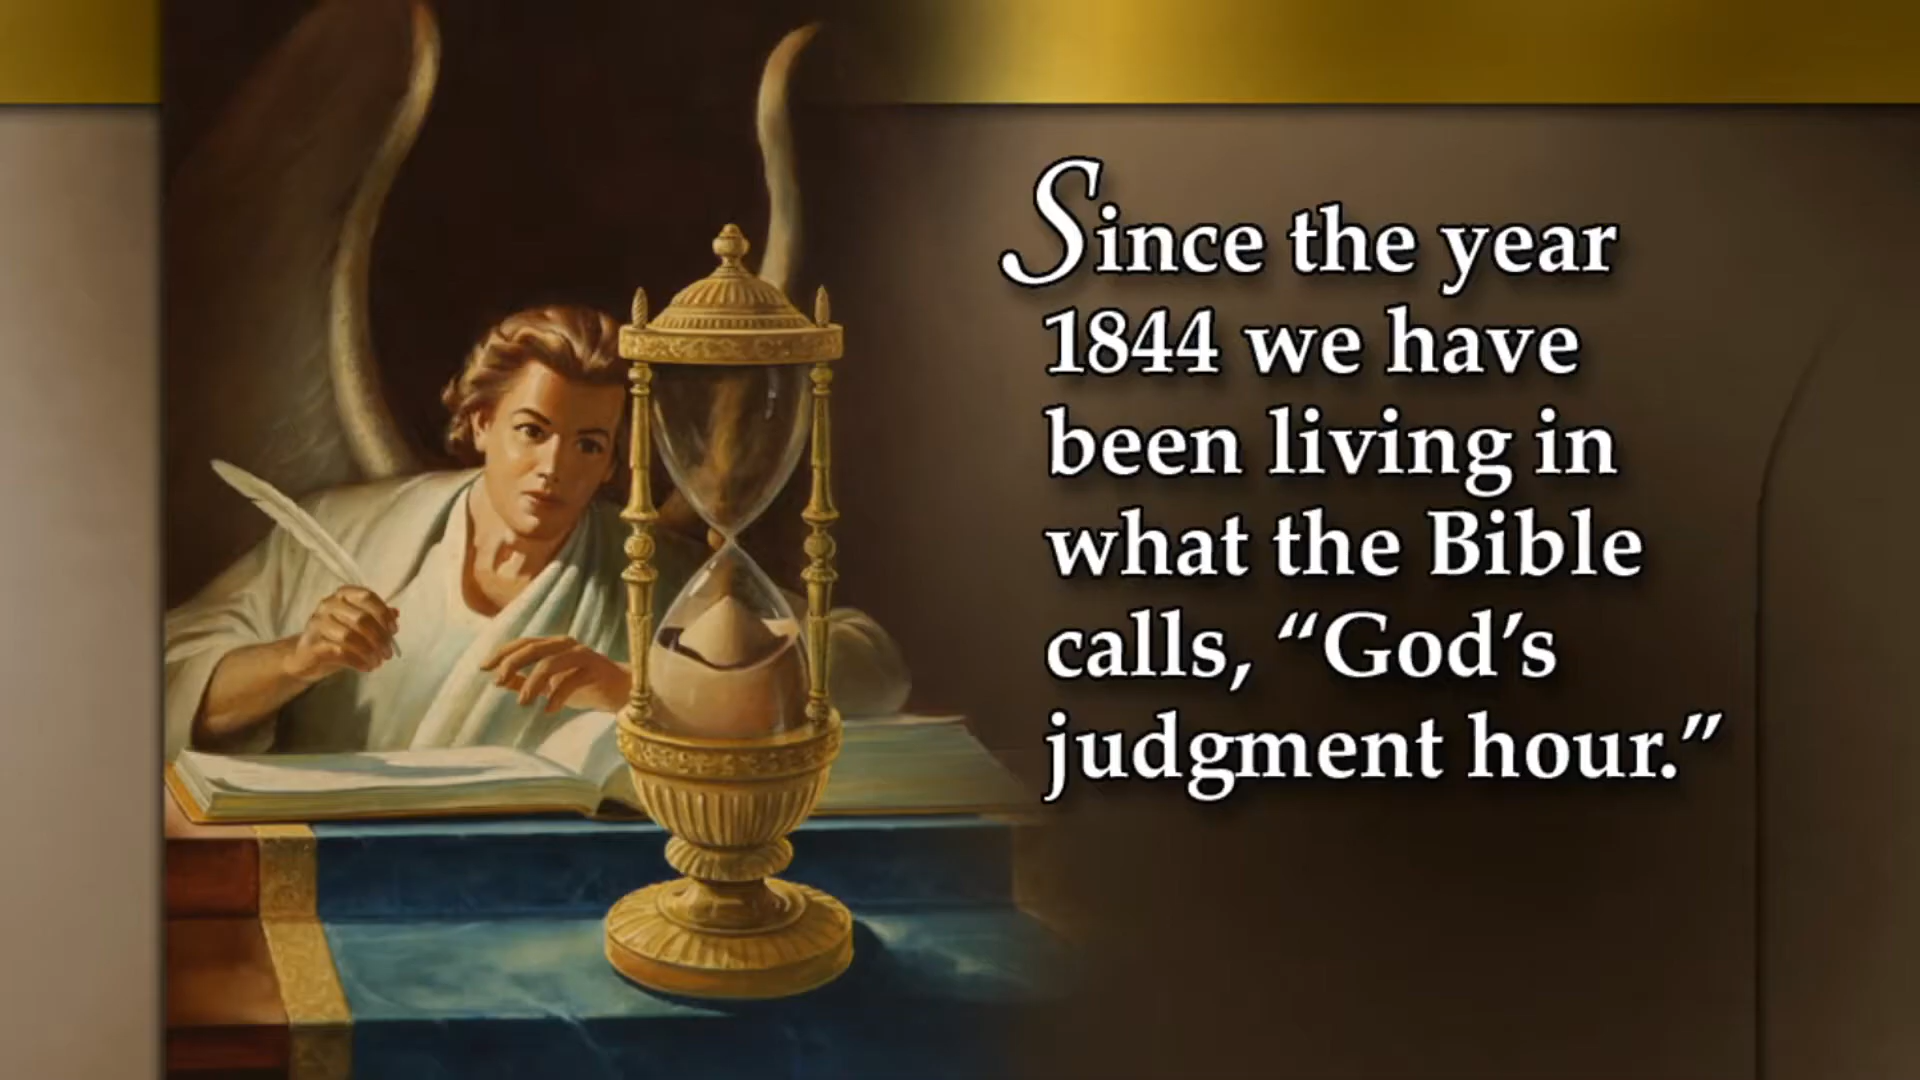 Since the year
1844 we have
been living in
what the Bible
calls, “God’s
judgment hour.”